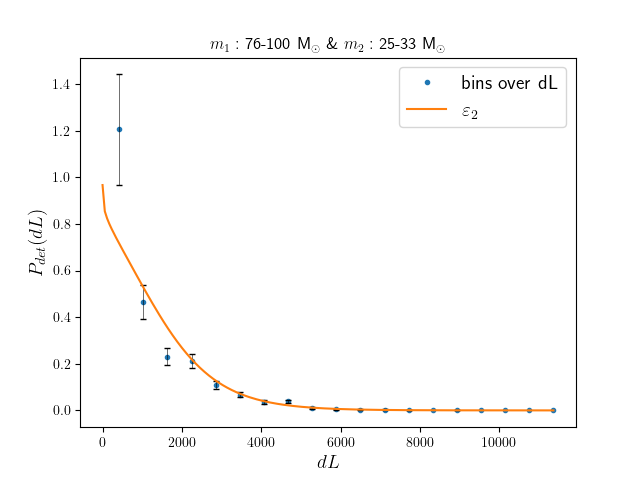 m₁ : 76-100 M⊙ & m₂ : 25-33 M⊙
bins over dL
ε₂
P_det(dL)
1.4
1.2
1.0
0.8
0.6
0.4
0.2
0.0
0 2000 4000 6000 8000 10000
dL